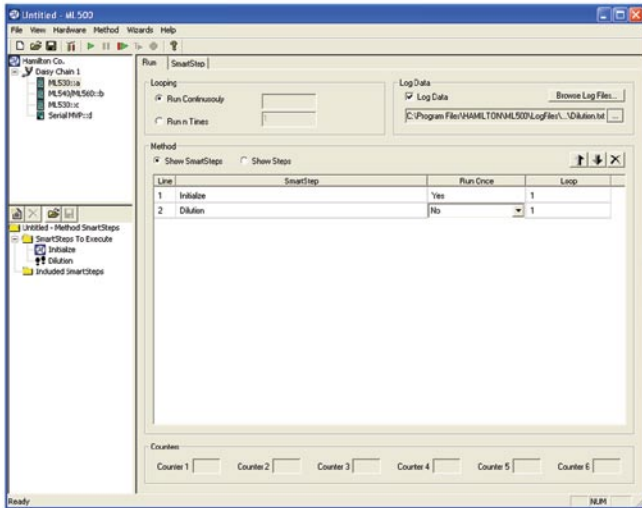 Untitled - ML500
File View Hardware Method Wizards Help
Hamilton Co.
Daisy Chain 1
ML530::a
ML540/ML560::b
ML530::c
Serial MVP::d
Untitled - Method SmartSteps
SmartSteps To Execute
Initialize
Dilution
Included SmartSteps
Run SmartStep
Looping
Run Continuously
Run n Times
Log Data
Log Data Browse Log Files...
C:\Program Files\HAMILTON\ML500\LogFiles\...\Dilution.txt ...
Method
Show SmartSteps Show Steps
Line SmartStep Run Once Loop
1 Initialize Yes 1
2 Dilution No 1
Counters
Counter 1 Counter 2 Counter 3 Counter 4 Counter 5 Counter 6
Ready NUM